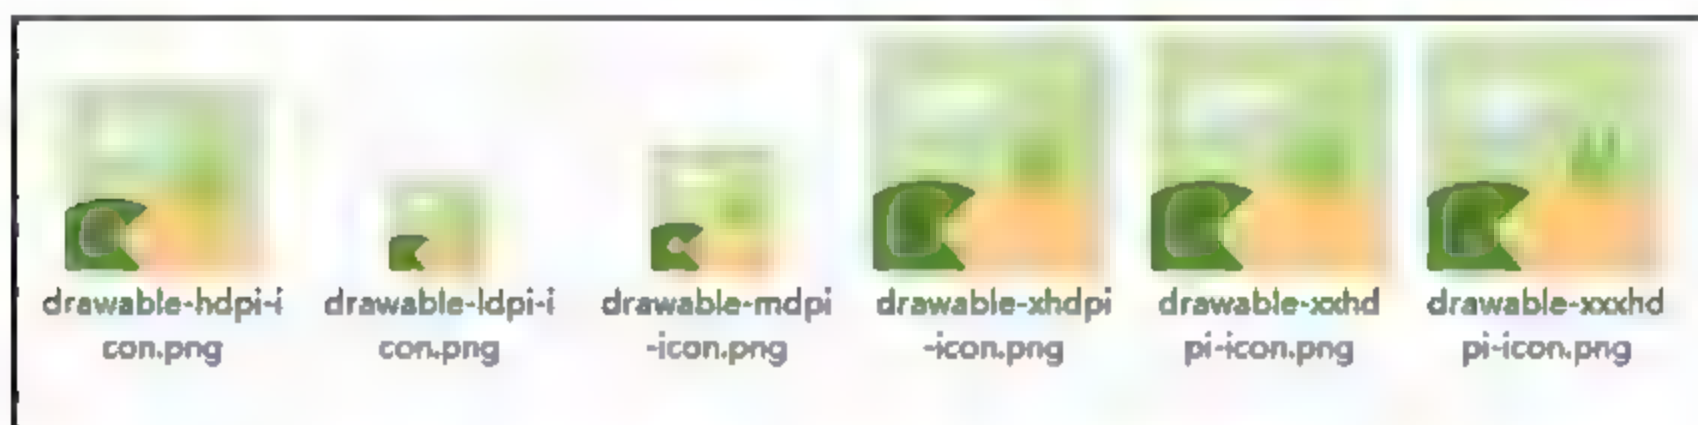 drawable-hdpi-i
con.png
drawable-ldpi-i
con.png
drawable-mdpi
-icon.png
drawable-xhdpi
-icon.png
drawable-xxhd
pi-icon.png
drawable-xxxhd
pi-icon.png